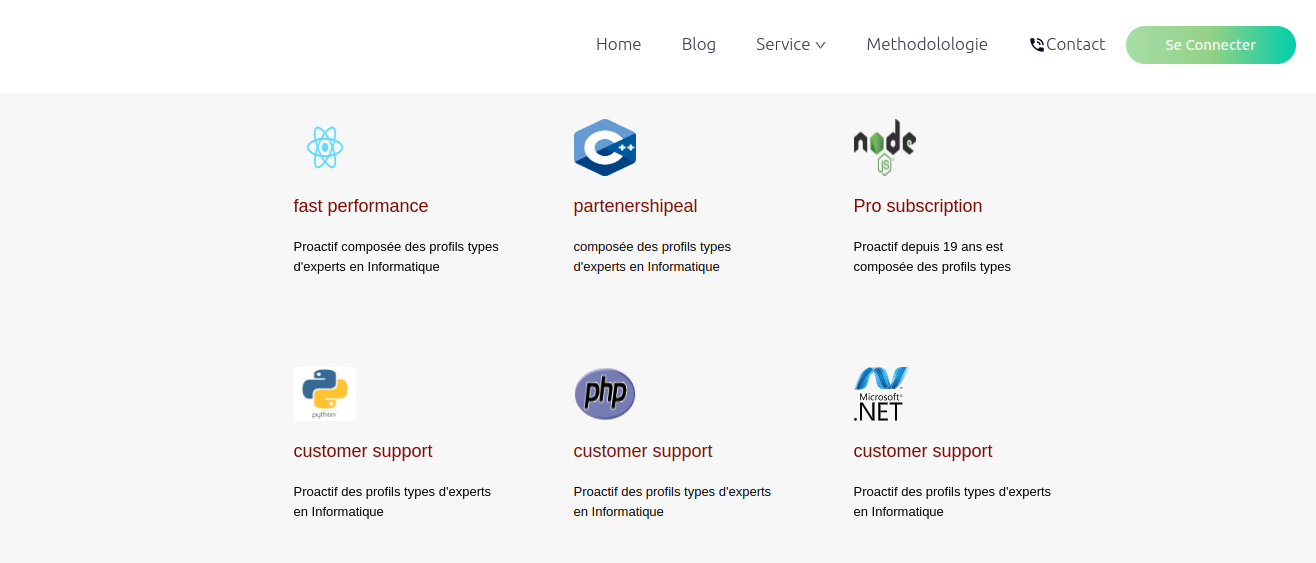 Home Blog Service Methodolologie Contact Se Connecter
C++
node
JS
fast performance
partenershipeal
Pro subscription
Proactif composée des profils types
d'experts en Informatique
composée des profils types
d'experts en Informatique
Proactif depuis 19 ans est
composée des profils types
python
php
Microsoft®
.NET
customer support
customer support
customer support
Proactif des profils types d'experts
en Informatique
Proactif des profils types d'experts
en Informatique
Proactif des profils types d'experts
en Informatique